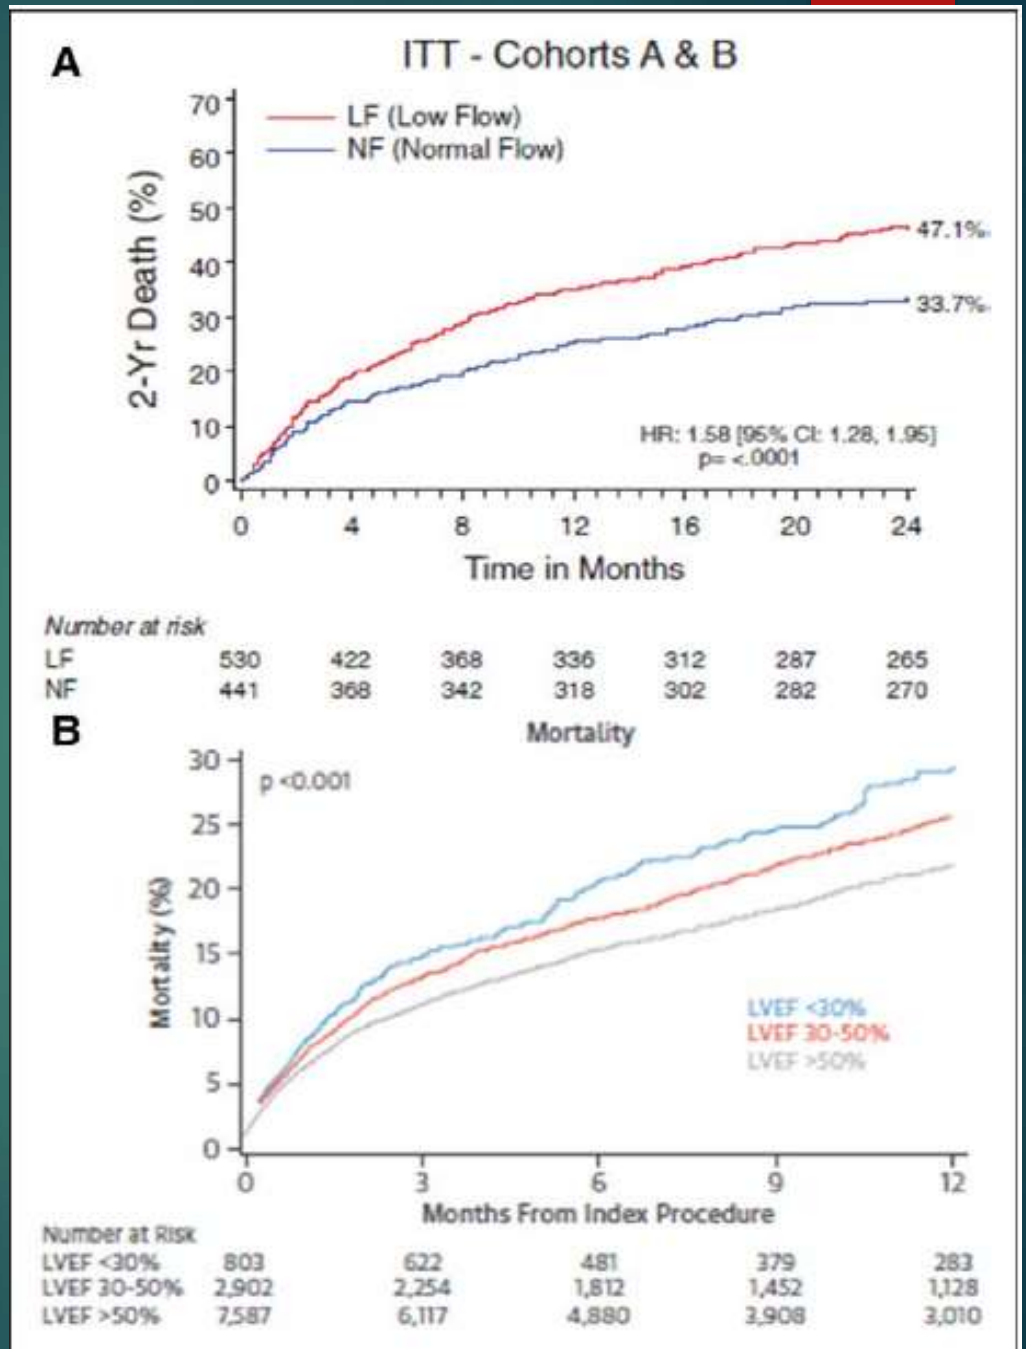 A
ITT - Cohorts A & B
70
60
50
40
30
20
10
0
2-Yr Death (%)
LF (Low Flow)
NF (Normal Flow)
47.1%
33.7%
HR: 1.58 [95% CI: 1.28, 1.95]
p= <.0001
0 4 8 12 16 20 24
Time in Months
Number at risk
LF 530 422 368 336 312 287 265
NF 441 368 342 318 302 282 270
B
Mortality
30
25
20
15
10
5
0
Mortality (%)
p <0.001
LVEF <30%
LVEF 30-50%
LVEF >50%
0 3 6 9 12
Months From Index Procedure
Number at Risk
LVEF <30% 803 622 481 379 283
LVEF 30-50% 2,902 2,254 1,812 1,452 1,128
LVEF >50% 7,587 6,117 4,880 3,908 3,010